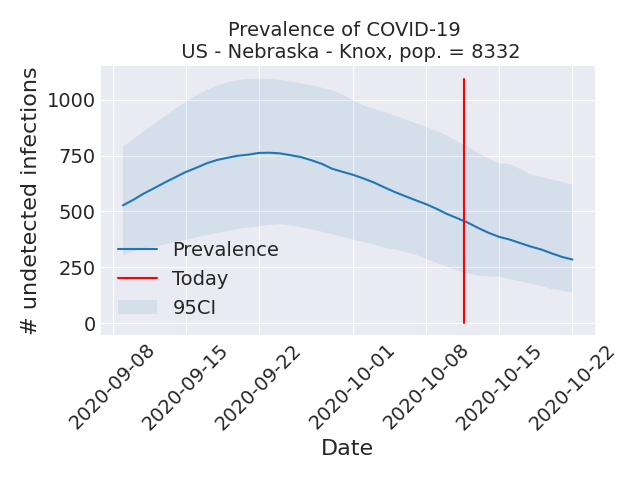 Prevalence of COVID-19
US - Nebraska - Knox, pop. = 8332
# undetected infections
1000
750
500
250
0
Prevalence
Today
95CI
2020-09-08
2020-09-15
2020-09-22
2020-10-01
2020-10-08
2020-10-15
2020-10-22
Date